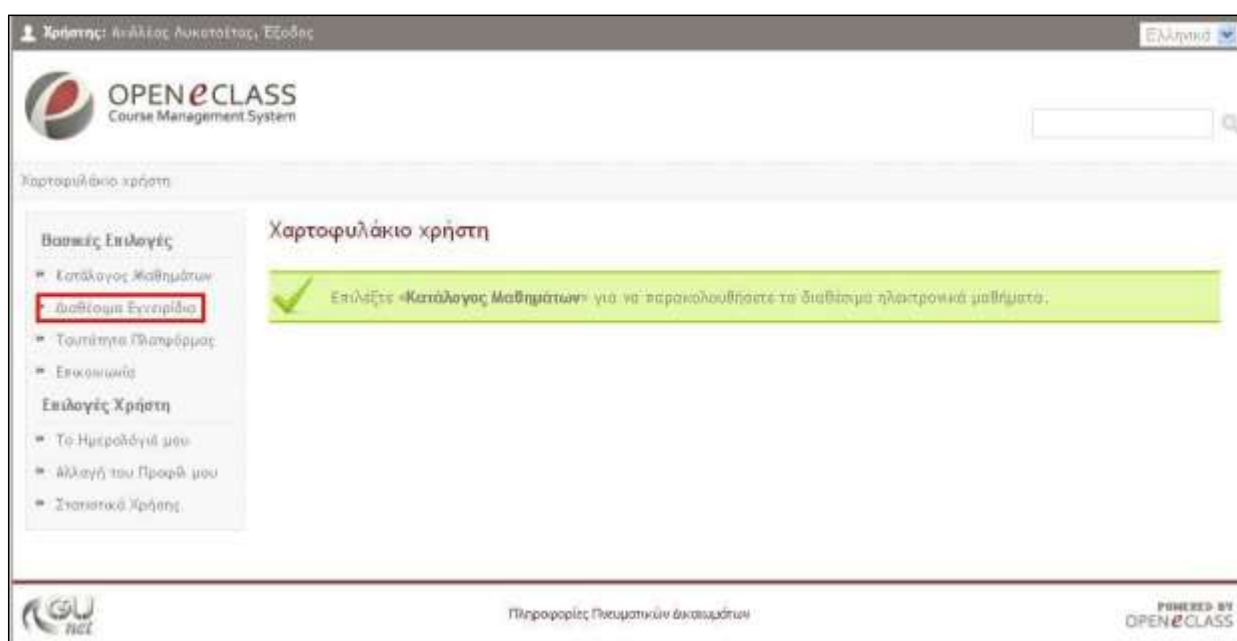 Χρήστης: Αχιλλέας Λυκοτσέτας, Έξοδος
Ελληνικά
OPEN eCLASS
Course Management System
Χαρτοφυλάκιο χρήστη
Βασικές Επιλογές
Κατάλογος Μαθημάτων
Διαθέσιμα Εγχειρίδια
Ταυτότητα Πλατφόρμας
Επικοινωνία
Επιλογές Χρήστη
Το Ημερολόγιό μου
Αλλαγή του Προφίλ μου
Στατιστικά Χρήσης
Χαρτοφυλάκιο χρήστη
Επιλέξτε «Κατάλογος Μαθημάτων» για να παρακολουθήσετε τα διαθέσιμα ηλεκτρονικά μαθήματα.
GUnet
Πληροφορίες Πνευματικών Δικαιωμάτων
POWERED BY
OPEN eCLASS